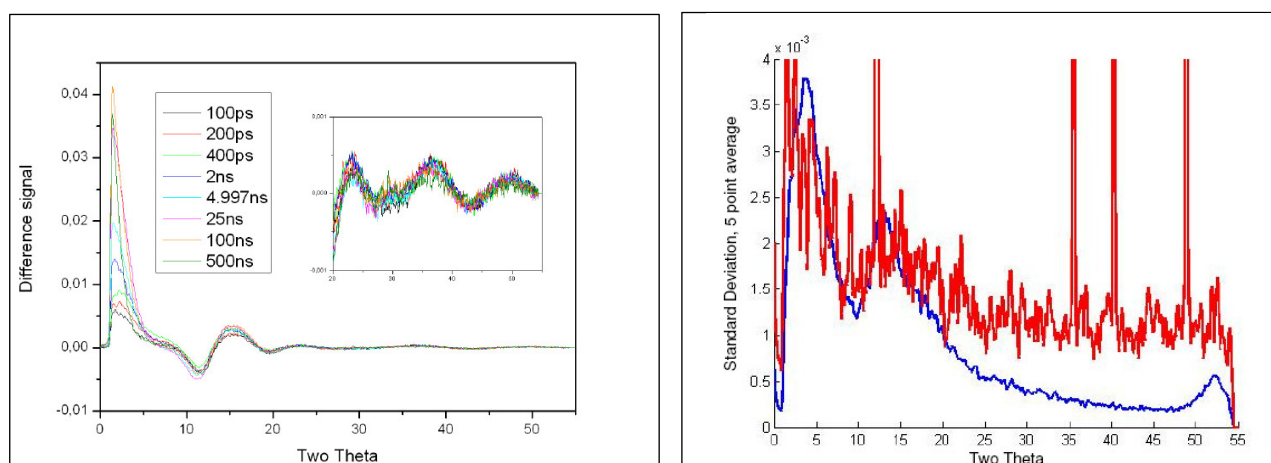 0,04
0,03
0,02
0,01
0,00
-0,01
0 10 20 30 40 50
Difference signal
Two Theta
100ps
200ps
400ps
2ns
4.997ns
25ns
100ns
500ns
0,001
0,000
-0,001
20 30 40 50
x 10⁻³
4
3.5
3
2.5
2
1.5
1
0.5
0
0 5 10 15 20 25 30 35 40 45 50 55
Standard Deviation, 5 point average
Two Theta